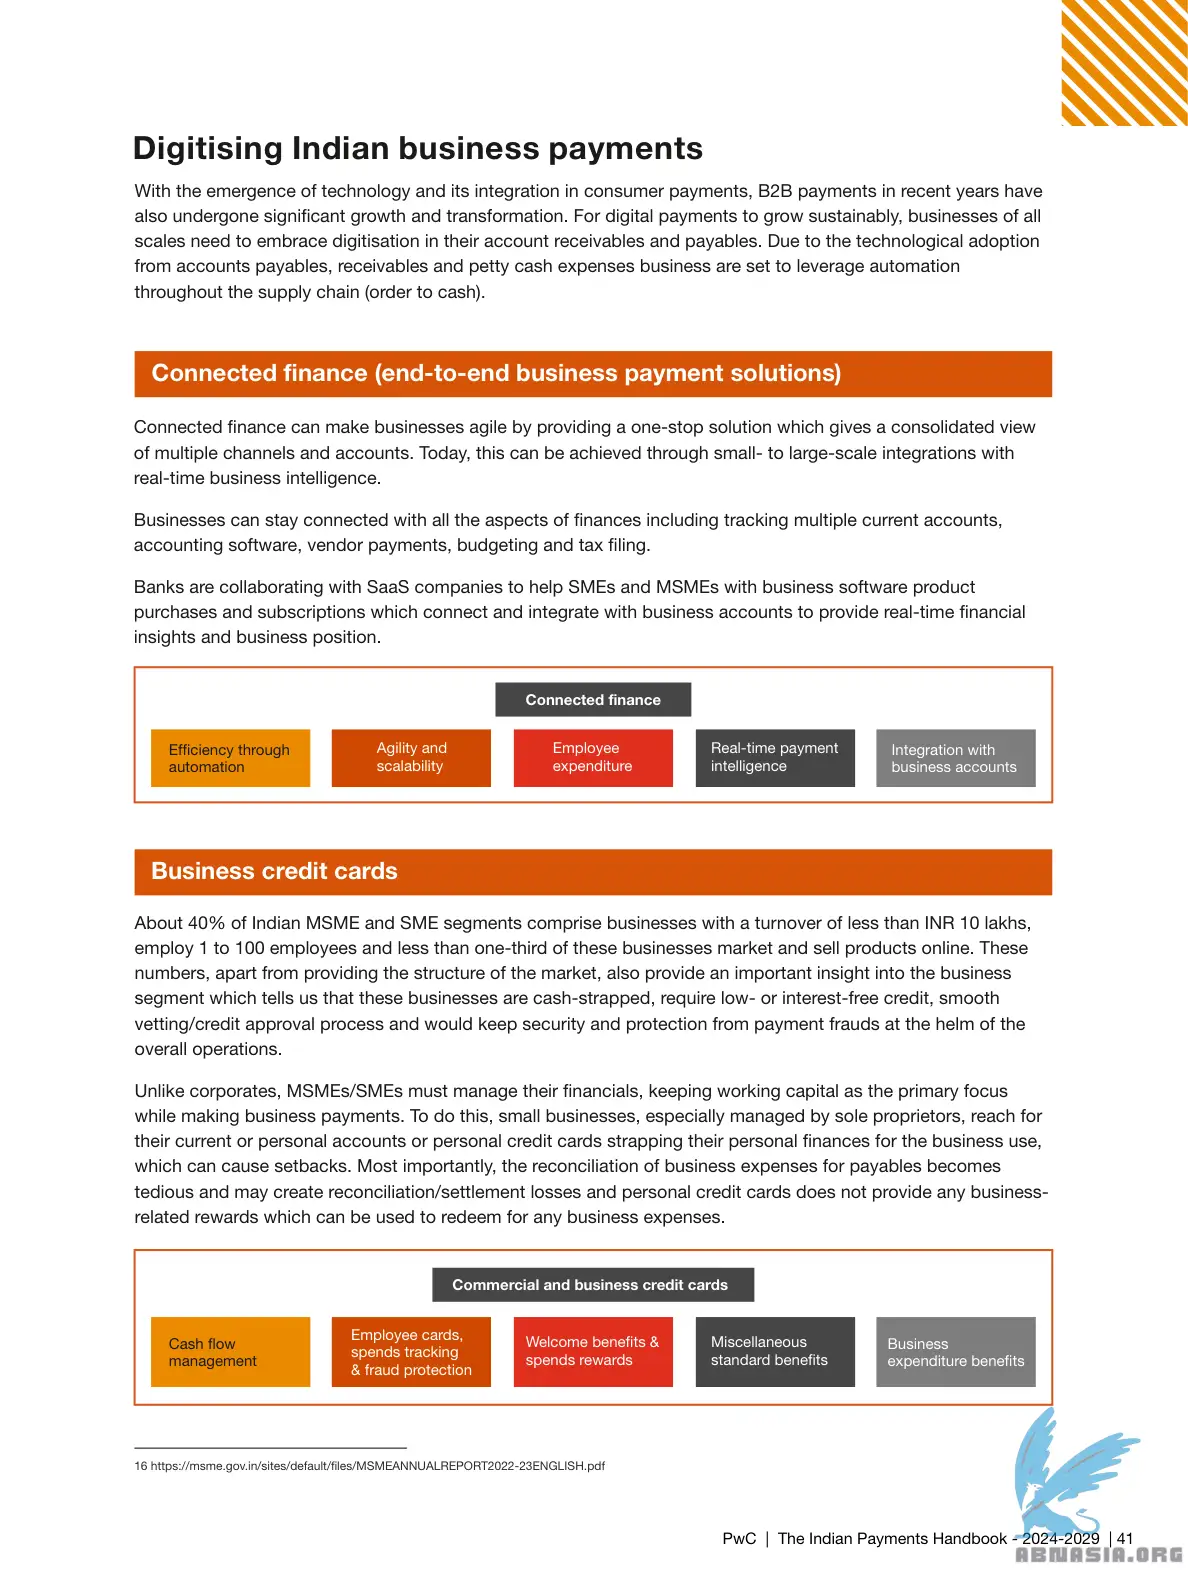 Digitising Indian business payments
With the emergence of technology and its integration in consumer payments, B2B payments in recent years have
also undergone significant growth and transformation. For digital payments to grow sustainably, businesses of all
scales need to embrace digitisation in their account receivables and payables. Due to the technological adoption
from accounts payables, receivables and petty cash expenses business are set to leverage automation
throughout the supply chain (order to cash).
Connected finance (end-to-end business payment solutions)
Connected finance can make businesses agile by providing a one-stop solution which gives a consolidated view
of multiple channels and accounts. Today, this can be achieved through small- to large-scale integrations with
real-time business intelligence.
Businesses can stay connected with all the aspects of finances including tracking multiple current accounts,
accounting software, vendor payments, budgeting and tax filing.
Banks are collaborating with SaaS companies to help SMEs and MSMEs with business software product
purchases and subscriptions which connect and integrate with business accounts to provide real-time financial
insights and business position.
Connected finance
Efficiency through
automation
Agility and
scalability
Employee
expenditure
Real-time payment
intelligence
Integration with
business accounts
Business credit cards
About 40% of Indian MSME and SME segments comprise businesses with a turnover of less than INR 10 lakhs,
employ 1 to 100 employees and less than one-third of these businesses market and sell products online. These
numbers, apart from providing the structure of the market, also provide an important insight into the business
segment which tells us that these businesses are cash-strapped, require low- or interest-free credit, smooth
vetting/credit approval process and would keep security and protection from payment frauds at the helm of the
overall operations.
Unlike corporates, MSMEs/SMEs must manage their financials, keeping working capital as the primary focus
while making business payments. To do this, small businesses, especially managed by sole proprietors, reach for
their current or personal accounts or personal credit cards strapping their personal finances for the business use,
which can cause setbacks. Most importantly, the reconciliation of business expenses for payables becomes
tedious and may create reconciliation/settlement losses and personal credit cards does not provide any business-
related rewards which can be used to redeem for any business expenses.
Commercial and business credit cards
Cash flow
management
Employee cards,
spends tracking
& fraud protection
Welcome benefits &
spends rewards
Miscellaneous
standard benefits
Business
expenditure benefits
16 https://msme.gov.in/sites/default/files/MSMEANNUALREPORT2022-23ENGLISH.pdf
PwC | The Indian Payments Handbook - 2024-2029 | 41
ABNASIA.ORG